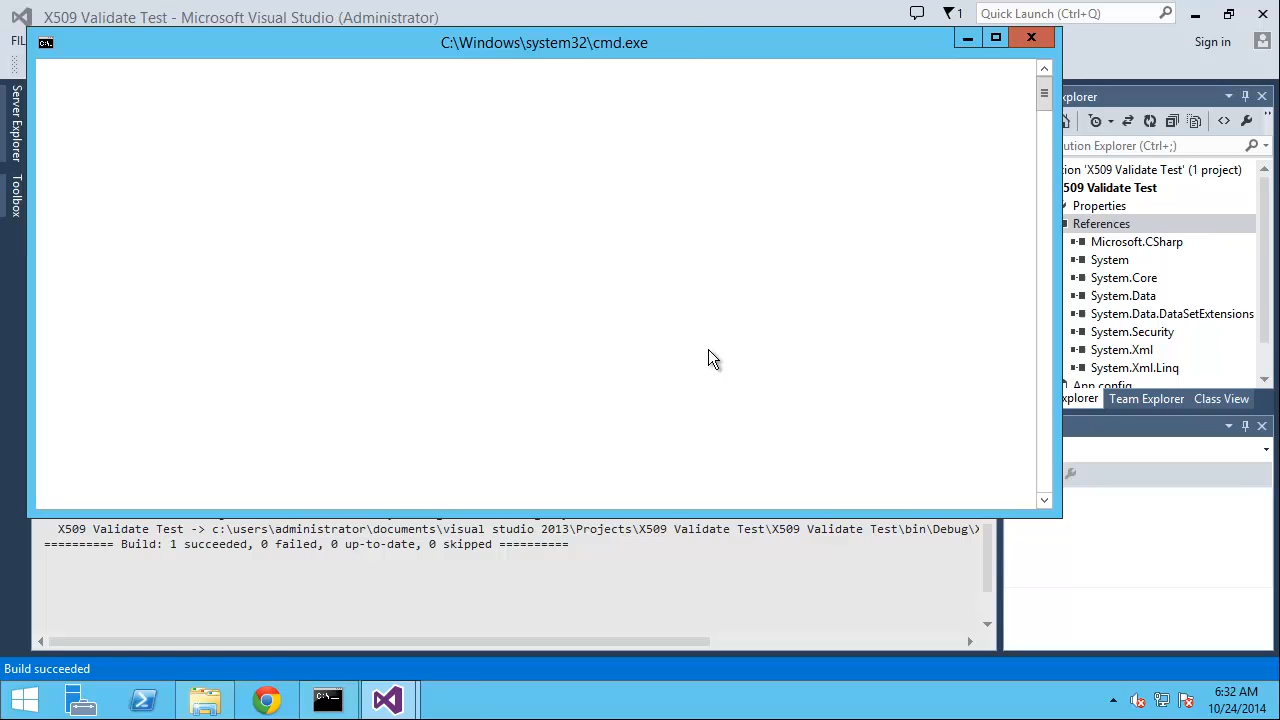 X509 Validate Test - Microsoft Visual Studio (Administrator)
1
Quick Launch (Ctrl+Q)
FIL
Sign in
C:\Windows\system32\cmd.exe
Server Explorer
Toolbox
xplorer
ution Explorer (Ctrl+;)
tion 'X509 Validate Test' (1 project)
509 Validate Test
Properties
References
Microsoft.CSharp
System
System.Core
System.Data
System.Data.DataSetExtensions
System.Security
System.Xml
System.Xml.Linq
App.config
xplorer
Team Explorer
Class View
X509 Validate Test -> c:\users\administrator\documents\visual studio 2013\Projects\X509 Validate Test\X509 Validate Test\bin\Debug\X
========== Build: 1 succeeded, 0 failed, 0 up-to-date, 0 skipped ==========
Build succeeded
6:32 AM
10/24/2014